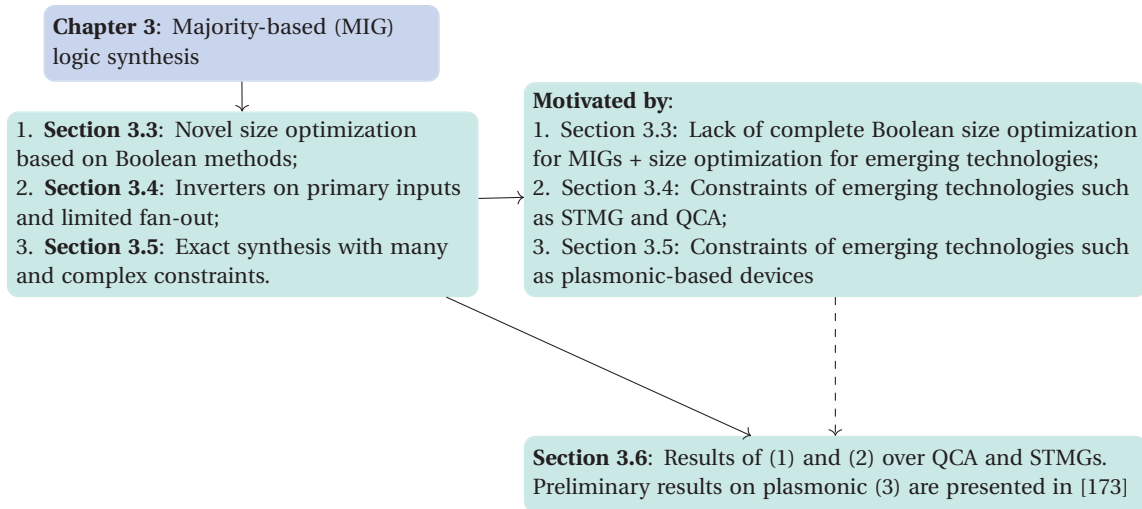 Chapter 3: Majority-based (MIG)
logic synthesis
1. Section 3.3: Novel size optimization
based on Boolean methods;
2. Section 3.4: Inverters on primary inputs
and limited fan-out;
3. Section 3.5: Exact synthesis with many
and complex constraints.
Motivated by:
1. Section 3.3: Lack of complete Boolean size optimization
for MIGs + size optimization for emerging technologies;
2. Section 3.4: Constraints of emerging technologies such
as STMG and QCA;
3. Section 3.5: Constraints of emerging technologies such
as plasmonic-based devices
Section 3.6: Results of (1) and (2) over QCA and STMGs.
Preliminary results on plasmonic (3) are presented in [173]